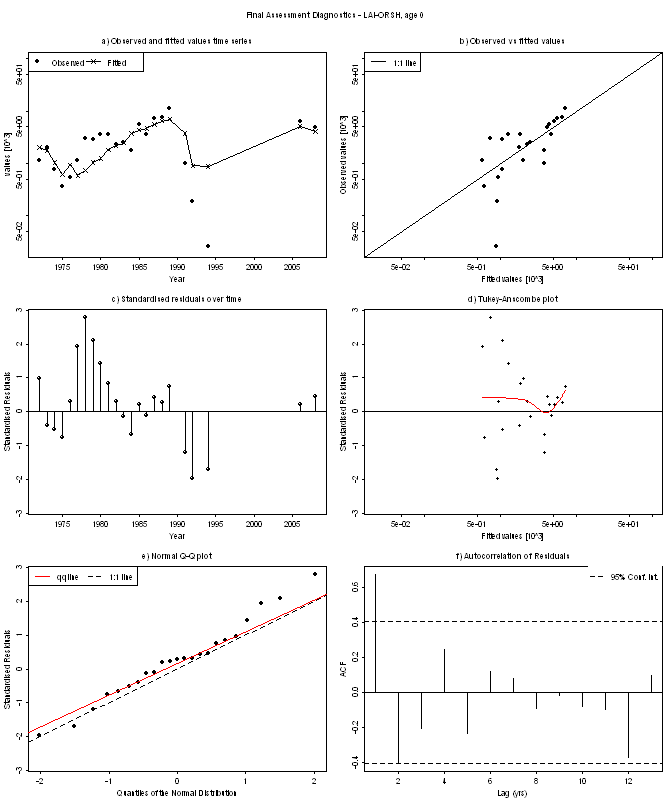 Final Assessment Diagnostics - LAI-ORSH, age 0
a) Observed and fitted values time series
Observed Fitted
values [10^3]
5e+01
5e+00
5e-01
5e-02
1975 1980 1985 1990 1995 2000 2005
Year
b) Observed vs fitted values
1:1 line
Observed values [10^3]
5e+01
5e+00
5e-01
5e-02
5e-02 5e-01 5e+00 5e+01
Fitted values [10^3]
c) Standardised residuals over time
Standardised Residuals
3
2
1
0
-1
-2
-3
1975 1980 1985 1990 1995 2000 2005
Year
d) Tukey-Anscombe plot
Standardised Residuals
3
2
1
0
-1
-2
-3
5e-02 5e-01 5e+00 5e+01
Fitted values [10^3]
e) Normal Q-Q plot
qq line 1:1 line
Standardised Residuals
3
2
1
0
-1
-2
-3
-2 -1 0 1 2
Quantiles of the Normal Distribution
f) Autocorrelation of Residuals
95% Conf. Int.
ACF
0.6
0.4
0.2
0.0
-0.2
-0.4
2 4 6 8 10 12
Lag (yrs)